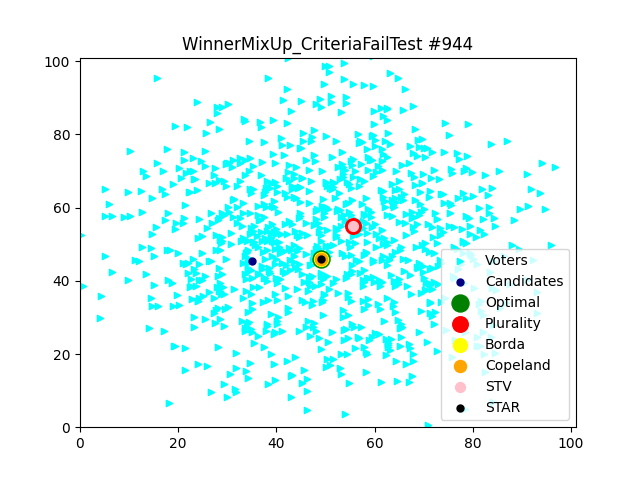 WinnerMixUp_CriteriaFailTest #944
100
80
60
40
20
0
0
20
40
60
80
100
Voters
Candidates
Optimal
Plurality
Borda
Copeland
STV
STAR